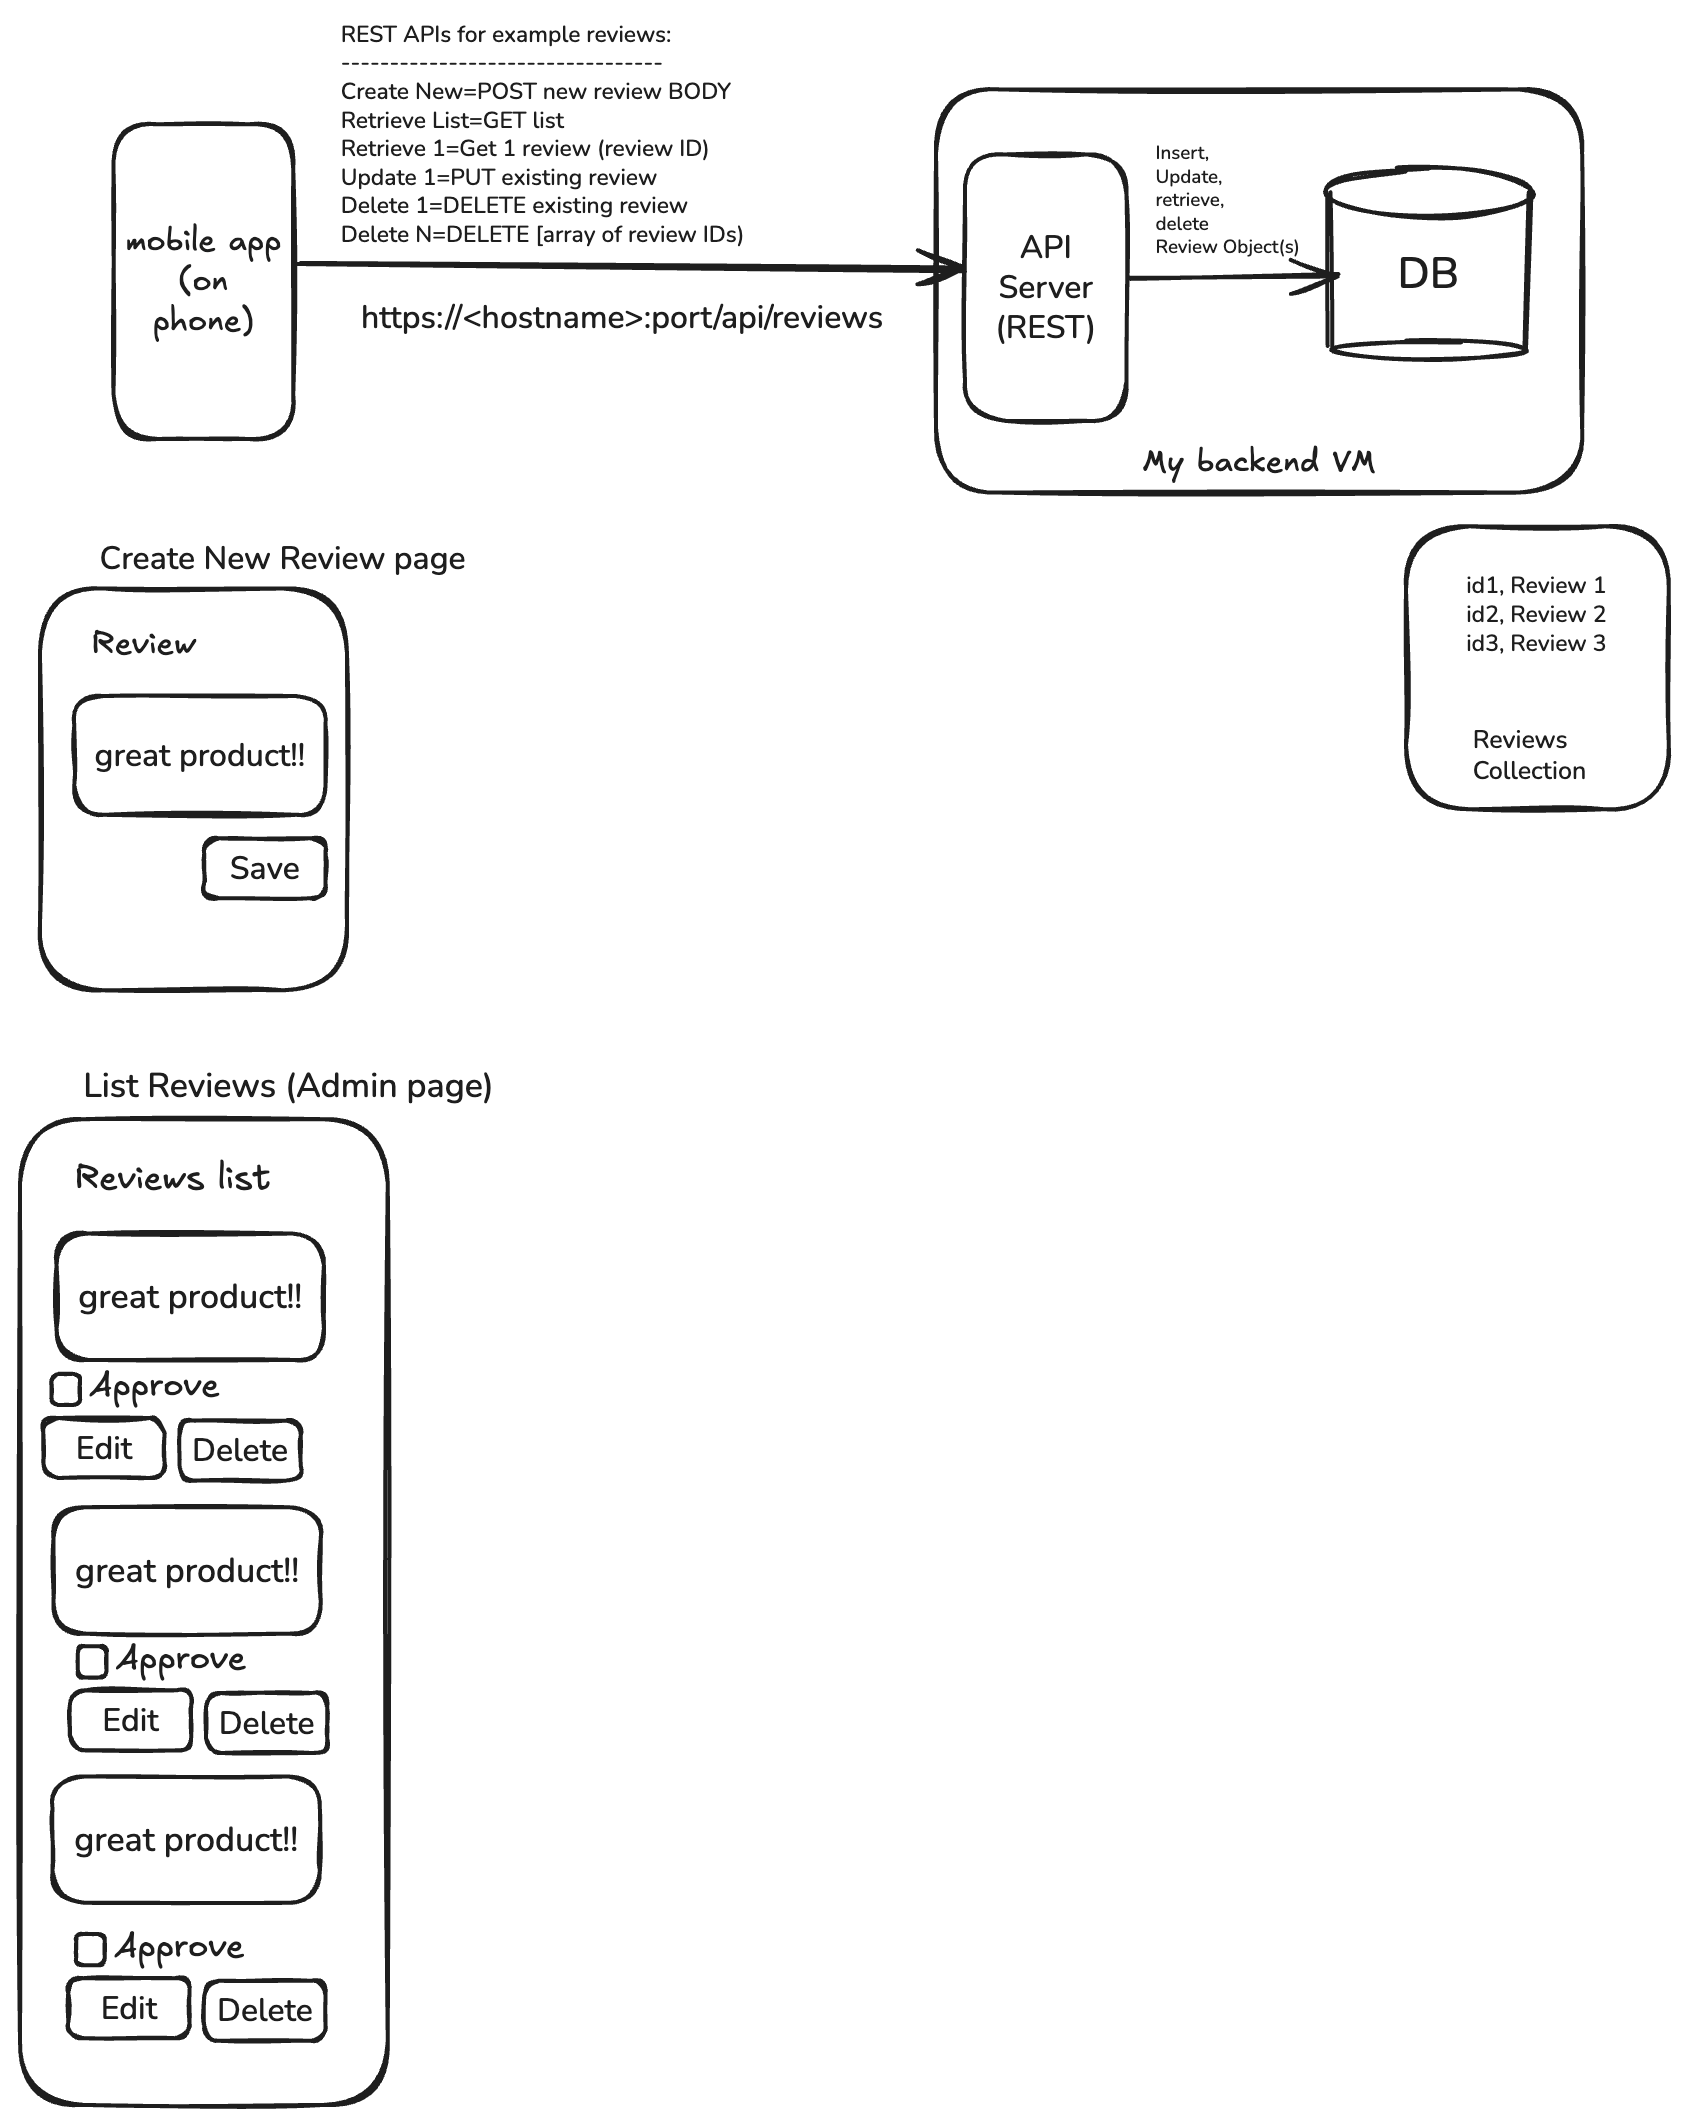 REST APIs for example reviews:
---------------------------------
Create New=POST new review BODY
Retrieve List=GET list
Retrieve 1=Get 1 review (review ID)
Update 1=PUT existing review
Delete 1=DELETE existing review
Delete N=DELETE [array of review IDs)
mobile app
(on
phone)
https://<hostname>:port/api/reviews
API
Server
(REST)
Insert,
Update,
retrieve,
delete
Review Object(s)
DB
My backend VM
id1, Review 1
id2, Review 2
id3, Review 3
Reviews
Collection
Create New Review page
Review
great product!!
Save
List Reviews (Admin page)
Reviews list
great product!!
Approve
Edit
Delete
great product!!
Approve
Edit
Delete
great product!!
Approve
Edit
Delete